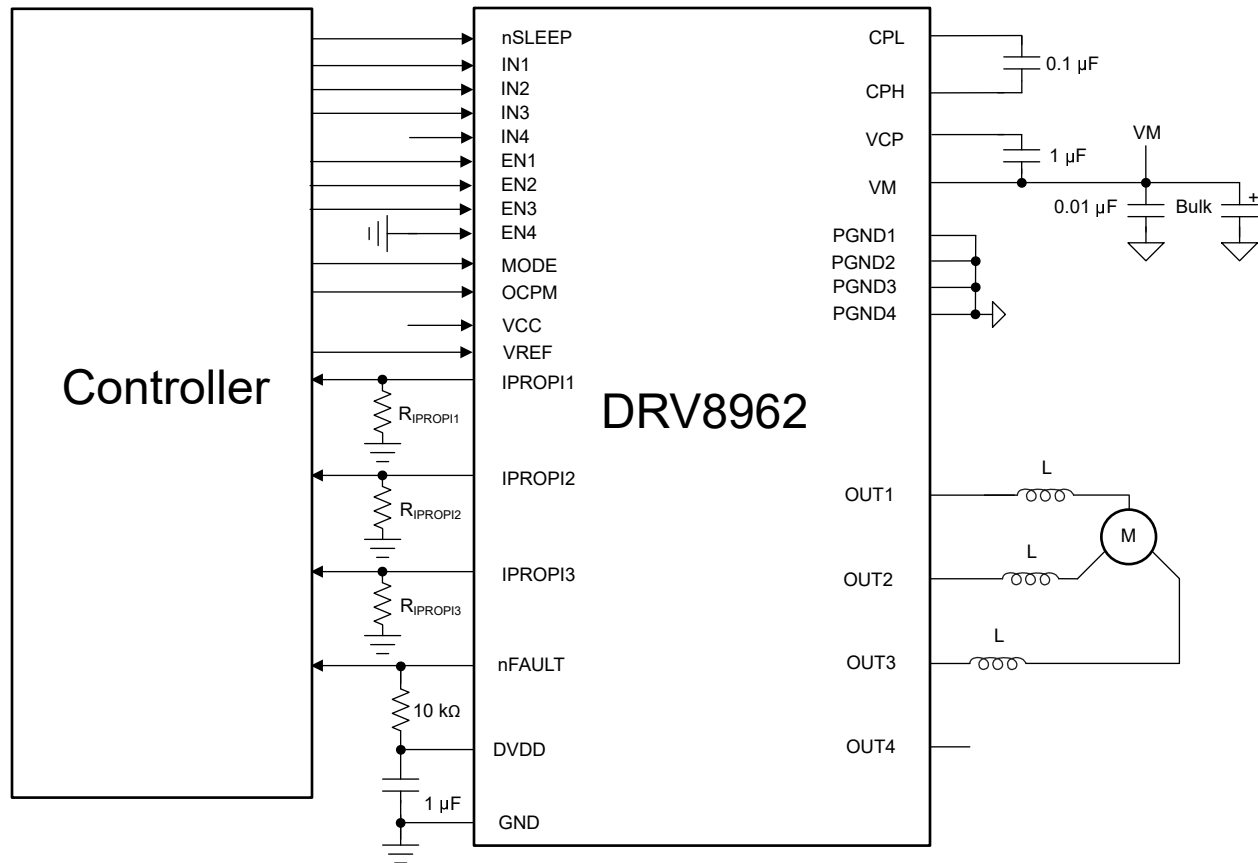 Controller
DRV8962
nSLEEP
IN1
IN2
IN3
IN4
EN1
EN2
EN3
EN4
MODE
OCPM
VCC
VREF
IPROPI1
RIPROPI1
IPROPI2
RIPROPI2
IPROPI3
RIPROPI3
nFAULT
10 kΩ
DVDD
1 µF
GND
CPL
0.1 µF
CPH
VCP
1 µF
VM
VM
0.01 µF
Bulk
+
PGND1
PGND2
PGND3
PGND4
OUT1
L
M
OUT2
L
OUT3
L
OUT4